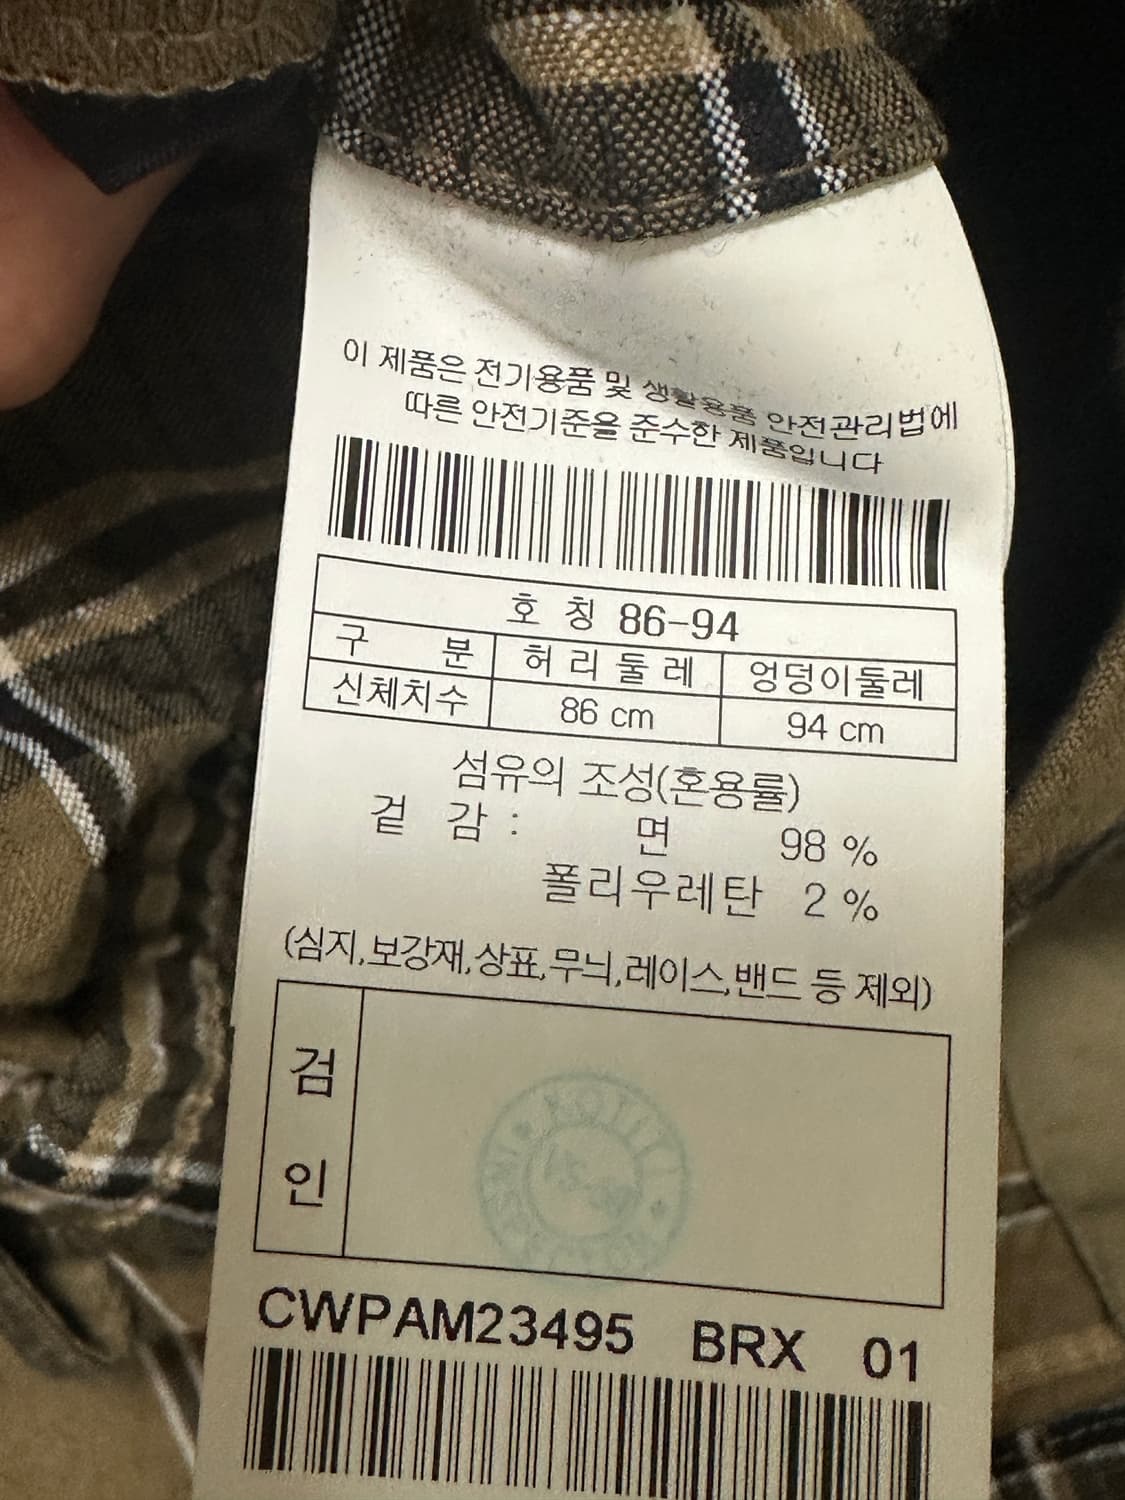 이 제품은 전기용품 및 생활용품 안전관리법에
따른 안전기준을 준수한 제품입니다
호 칭 86-94
구 분 허 리 둘 레 엉덩이둘레
신체치수 86 cm 94 cm
섬유의 조성(혼용률)
겉 감 : 면 98 %
폴리우레탄 2 %
(심지,보강재,상표,무늬,레이스,밴드 등 제외)
검
인
CWPAM23495 BRX 01